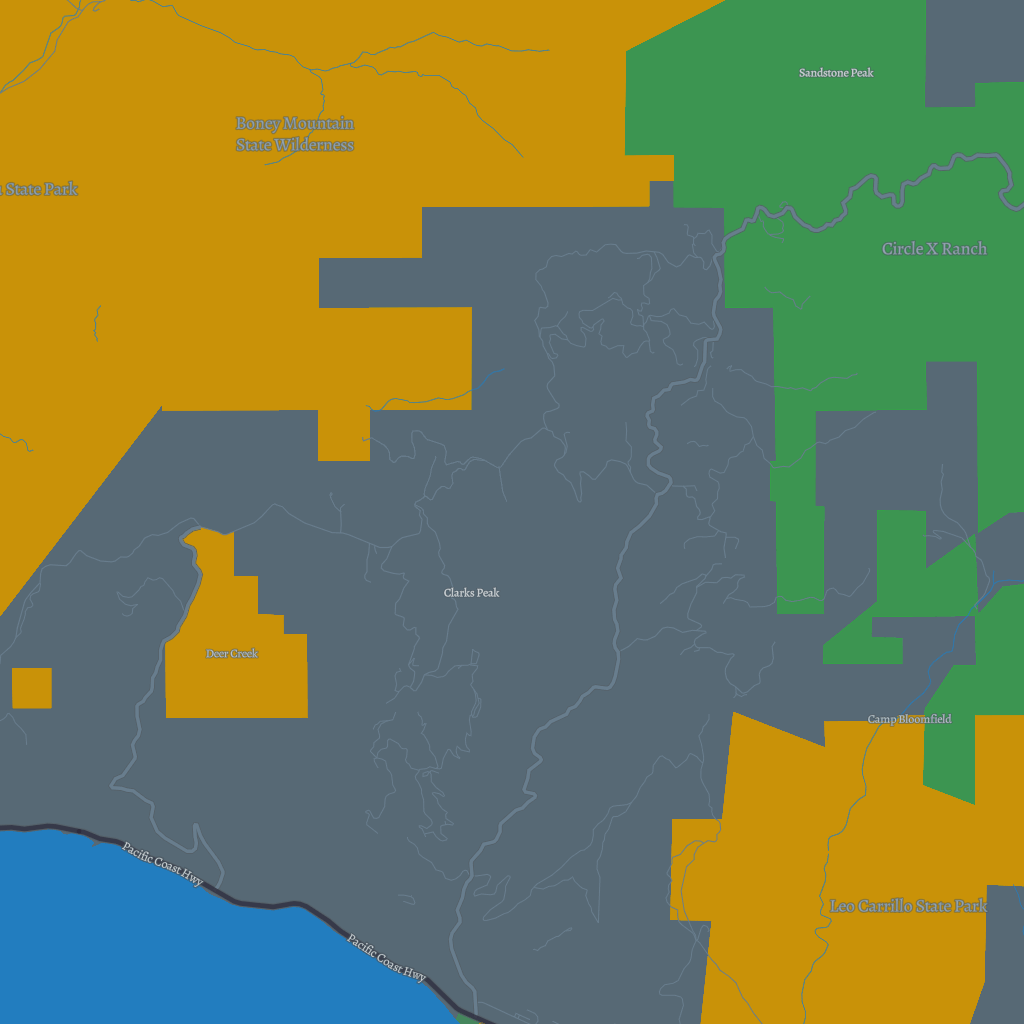 Sandstone Peak
Boney Mountain
State Wilderness
State Park
Circle X Ranch
Clarks Peak
Deer Creek
Camp Bloomfield
Pacific Coast Hwy
Leo Carrillo State Park
Pacific Coast Hwy